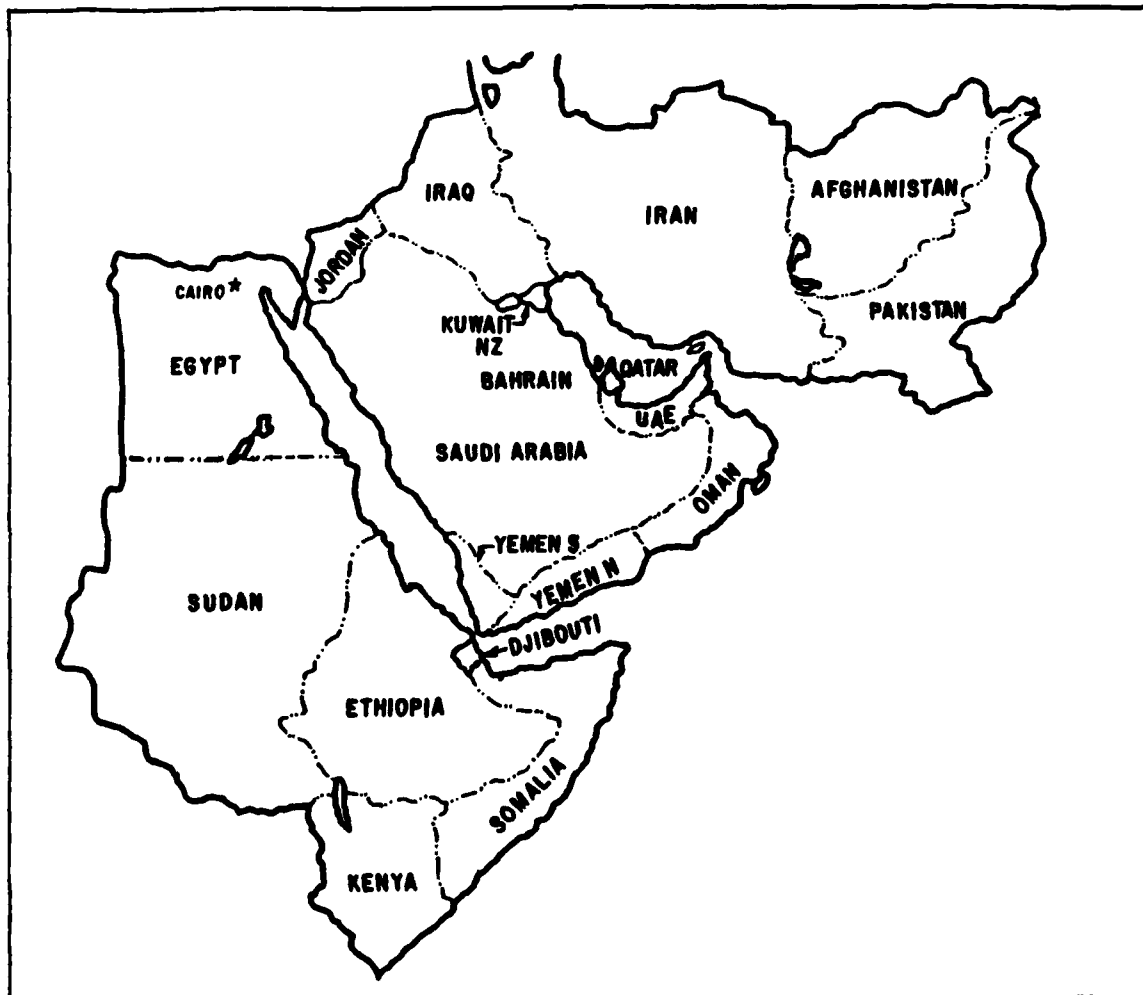 IRAQ
IRAN
AFGHANISTAN
JORDAN
CAIRO
PAKISTAN
KUWAIT
NZ
EGYPT
BAHRAIN
QATAR
UAE
SAUDI ARABIA
OMAN
YEMEN S
YEMEN N
SUDAN
DJIBOUTI
ETHIOPIA
SOMALIA
KENYA